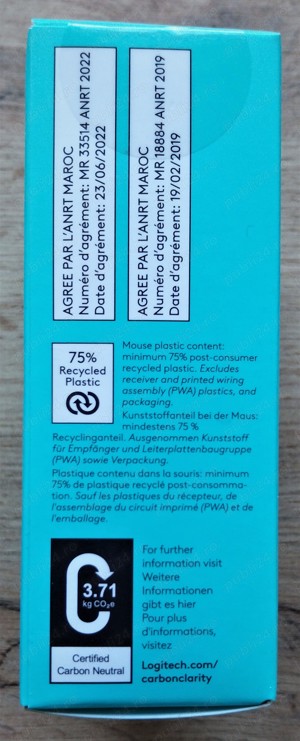 AGREE PAR L'ANRT MAROC
Numéro d'agrément: MR 33514 ANRT 2022
Date d'agrément: 23/06/2022
AGREE PAR L'ANRT MAROC
Numéro d'agrément: MR 18884 ANRT 2019
Date d'agrément: 19/02/2019
75%
Recycled
Plastic
Mouse plastic content:
minimum 75% post-consumer
recycled plastic. Excludes
receiver and printed wiring
assembly (PWA) plastics, and
packaging.
Kunststoffanteil bei der Maus:
mindestens 75 %
Recyclinganteil. Ausgenommen Kunststoff
für Empfänger und Leiterplattenbaugruppe
(PWA) sowie Verpackung.
Plastique contenu dans la souris: minimum
75% de plastique recyclé post-consomma-
tion. Sauf les plastiques du récepteur, de
l'assemblage du circuit imprimé (PWA) et de
l'emballage.
3.71
kg CO₂e
Certified
Carbon Neutral
For further
information visit
Weitere
Informationen
gibt es hier
Pour plus
d'informations,
visitez
Logitech.com/
carbonclarity